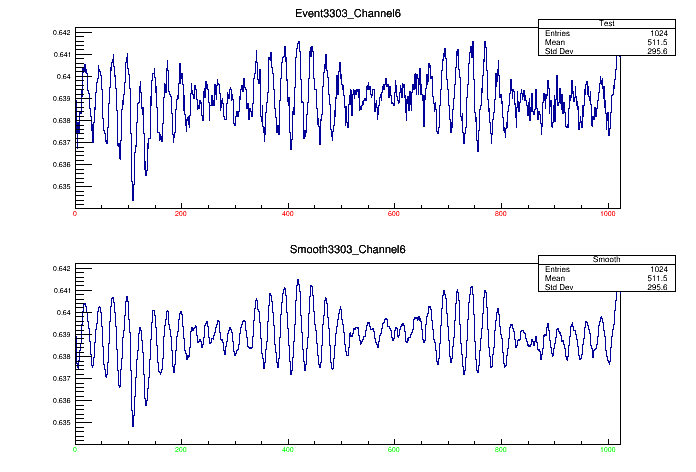 Event3303_Channel6
Test
Entries 1024
Mean 511.5
Std Dev 295.6
0.642
0.641
0.64
0.639
0.638
0.637
0.636
0.635
0 200 400 600 800 1000
Smooth3303_Channel6
Smooth
Entries 1024
Mean 511.5
Std Dev 295.6
0.642
0.641
0.64
0.639
0.638
0.637
0.636
0.635
0 200 400 600 800 1000